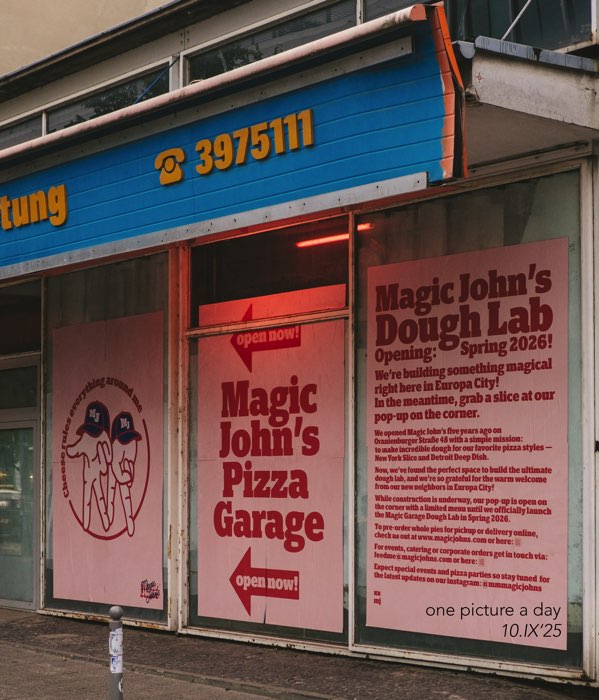 tung ☎ 3975111
cheese rules everything around me
MJ MJ
open now!
Magic
John's
Pizza
Garage
open now!
Magic John's
Dough Lab
Opening: Spring 2026!
We're building something magical
right here in Europa City!
In the meantime, grab a slice at our
pop-up on the corner.
We opened Magic John's five years ago on
Oranienburger Straße 48 with a simple mission:
to make incredible dough for our favorite pizza styles —
New York Slice and Detroit Deep Dish.
Now, we've found the perfect space to build the ultimate
dough lab, and we're so grateful for the warm welcome
from our new neighbors in Europa City!
While construction is underway, our pop-up is open on
the corner with a limited menu until we officially launch
the Magic Garage Dough Lab in Spring 2026.
To pre-order whole pies for pickup or delivery online,
check us out at www.magicjohns.com or here:
For events, catering or corporate orders get in touch via:
feedme@magicjohns.com or here:
Expect special events and pizza parties so stay tuned for
the latest updates on our instagram: @mmmagicjohns
xx
mj
one picture a day
10.IX'25